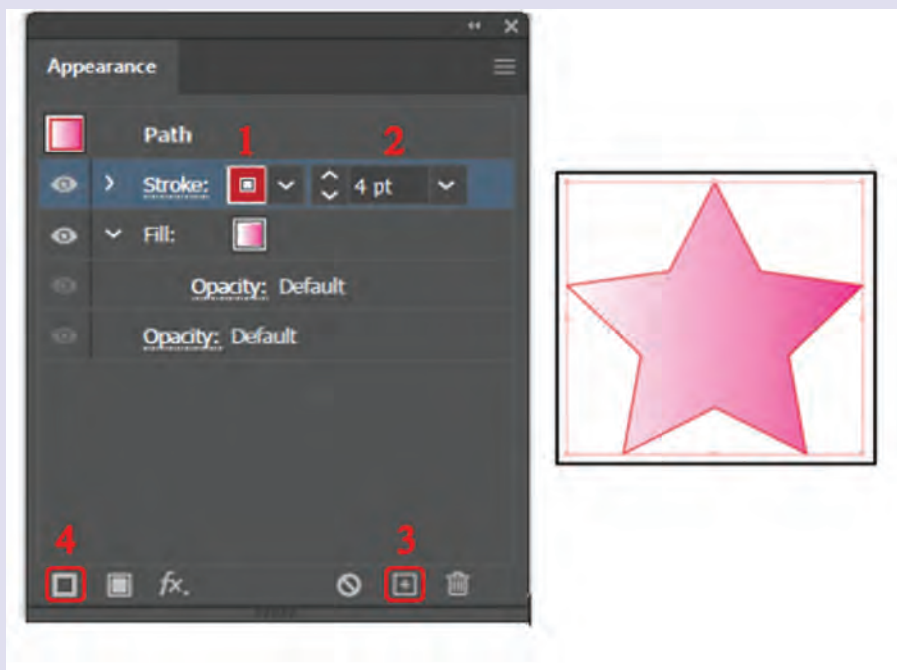 Appearance
Path
1 2
Stroke: 4 pt
Fill:
Opacity: Default
Opacity: Default
4 3
fx.